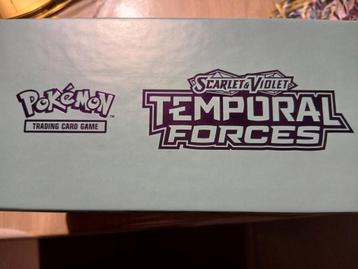 Pokémon
TRADING CARD GAME
SCARLET & VIOLET
TEMPORAL
FORCES